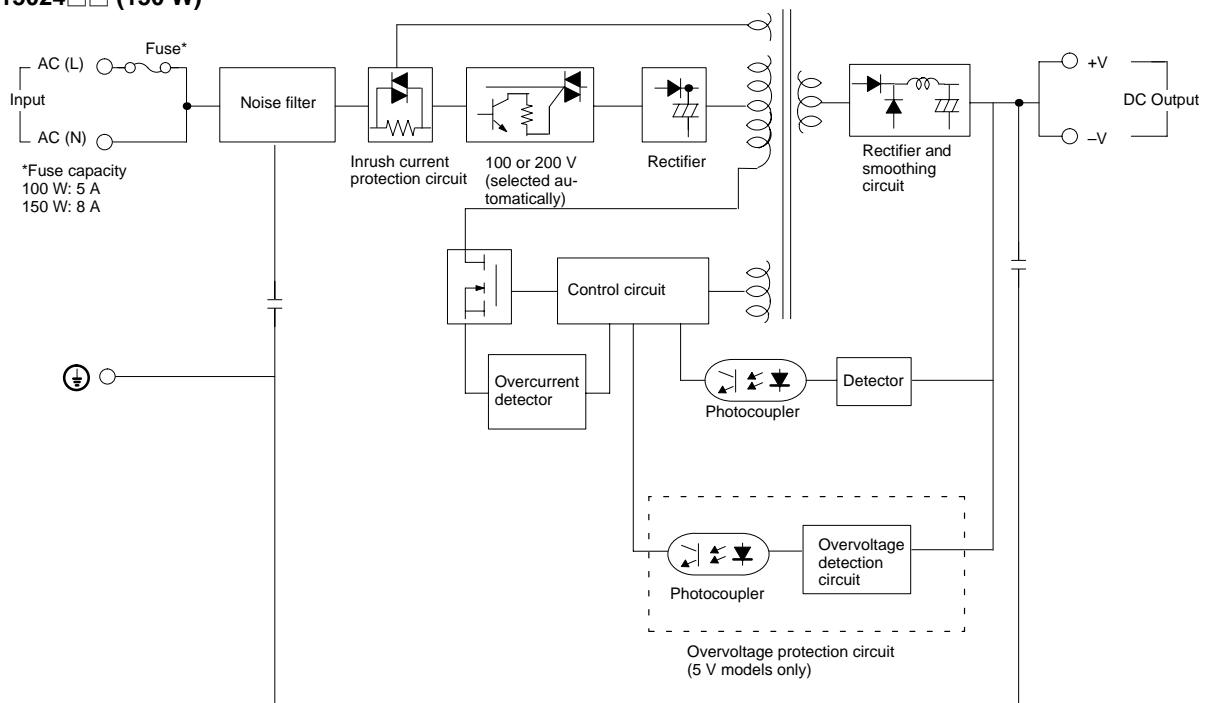 (150 W)
Fuse*
AC (L)
Input
AC (N)
*Fuse capacity
100 W: 5 A
150 W: 8 A
Noise filter
Inrush current
protection circuit
100 or 200 V
(selected au-
tomatically)
Rectifier
Rectifier and
smoothing
circuit
+V
DC Output
–V
Control circuit
Overcurrent
detector
Photocoupler
Detector
Photocoupler
Overvoltage
detection
circuit
Overvoltage protection circuit
(5 V models only)